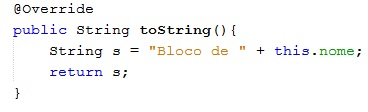 @Override
public String toString(){
    String s = "Bloco de " + this.nome;
    return s;
}